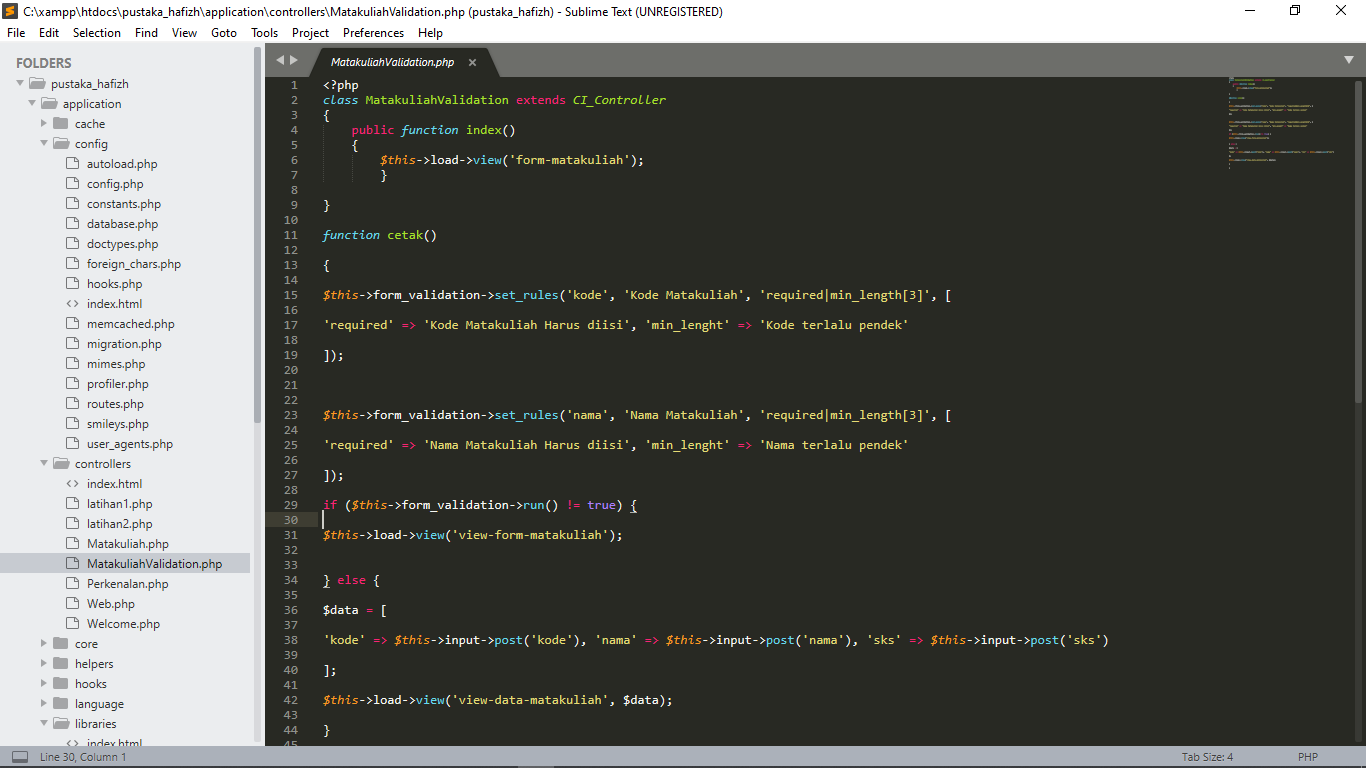 C:\xampp\htdocs\pustaka_hafizh\application\controllers\MatakuliahValidation.php (pustaka_hafizh) - Sublime Text (UNREGISTERED)
File Edit Selection Find View Goto Tools Project Preferences Help
FOLDERS
pustaka_hafizh
application
cache
config
autoload.php
config.php
constants.php
database.php
doctypes.php
foreign_chars.php
hooks.php
index.html
memcached.php
migration.php
mimes.php
profiler.php
routes.php
smileys.php
user_agents.php
controllers
index.html
latihan1.php
latihan2.php
Matakuliah.php
MatakuliahValidation.php
Perkenalan.php
Web.php
Welcome.php
core
helpers
hooks
language
libraries
index.html
MatakuliahValidation.php
1 <?php
2 class MatakuliahValidation extends CI_Controller
3 {
4 public function index()
5 {
6 $this->load->view('form-matakuliah');
7 }
8
9 }
10
11 function cetak()
12
13 {
14
15 $this->form_validation->set_rules('kode', 'Kode Matakuliah', 'required|min_length[3]', [
16
17 'required' => 'Kode Matakuliah Harus diisi', 'min_lenght' => 'Kode terlalu pendek'
18
19 ]);
20
21
22
23 $this->form_validation->set_rules('nama', 'Nama Matakuliah', 'required|min_length[3]', [
24
25 'required' => 'Nama Matakuliah Harus diisi', 'min_lenght' => 'Nama terlalu pendek'
26
27 ]);
28
29 if ($this->form_validation->run() != true) {
30
31 $this->load->view('view-form-matakuliah');
32
33
34 } else {
35
36 $data = [
37
38 'kode' => $this->input->post('kode'), 'nama' => $this->input->post('nama'), 'sks' => $this->input->post('sks')
39
40 ];
41
42 $this->load->view('view-data-matakuliah', $data);
43
44 }
45
Line 30, Column 1
Tab Size: 4
PHP